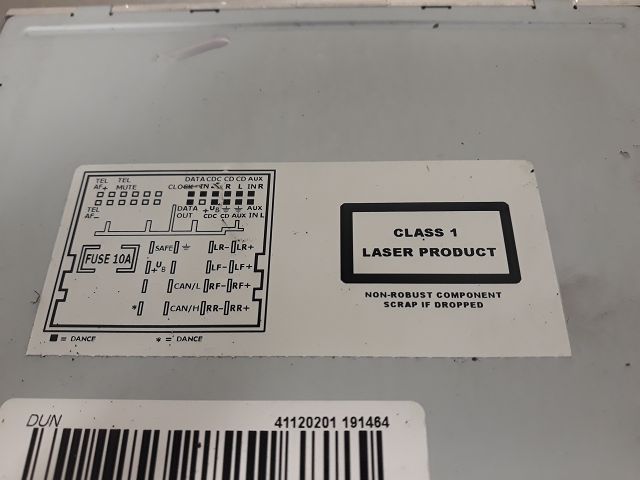 TEL TEL DATA CDC CD CD AUX
AF+ MUTE CLOCK IN R L IN R
TEL DATA +UB
AF- OUT CDC CD AUX IN L
FUSE 10A SAFE LR- LR+
+UB LF- LF+
CAN/L RF- RF+
* CAN/H RR- RR+
= DANCE * = DANCE
CLASS 1
LASER PRODUCT
NON-ROBUST COMPONENT
SCRAP IF DROPPED
DUN 41120201 191464